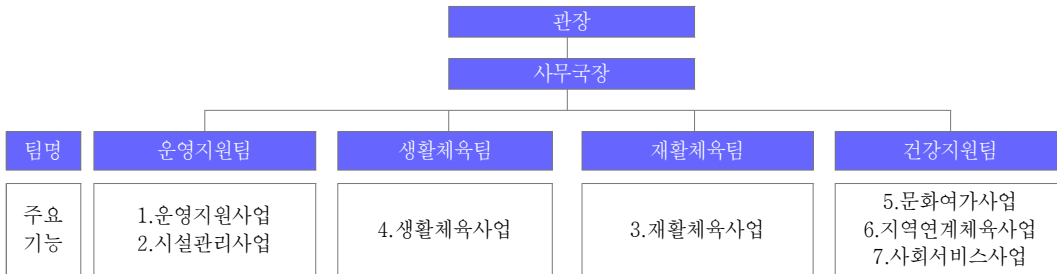 관장
사무국장
팀명 운영지원팀 생활체육팀 재활체육팀 건강지원팀
주요
기능
1.운영지원사업
2.시설관리사업
4.생활체육사업
3.재활체육사업
5.문화여가사업
6.지역연계체육사업
7.사회서비스사업